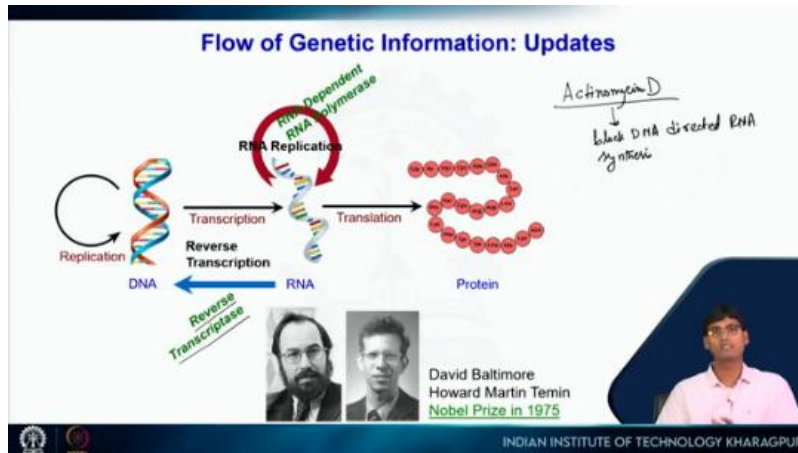 Flow of Genetic Information: Updates
RNA Dependent
RNA Polymerase
RNA Replication
Actinomycin D
block DNA directed RNA
synthesis
Replication
Transcription
Translation
Reverse
Transcription
DNA
RNA
Protein
Reverse
Transcriptase
David Baltimore
Howard Martin Temin
Nobel Prize in 1975
INDIAN INSTITUTE OF TECHNOLOGY KHARAGPUR